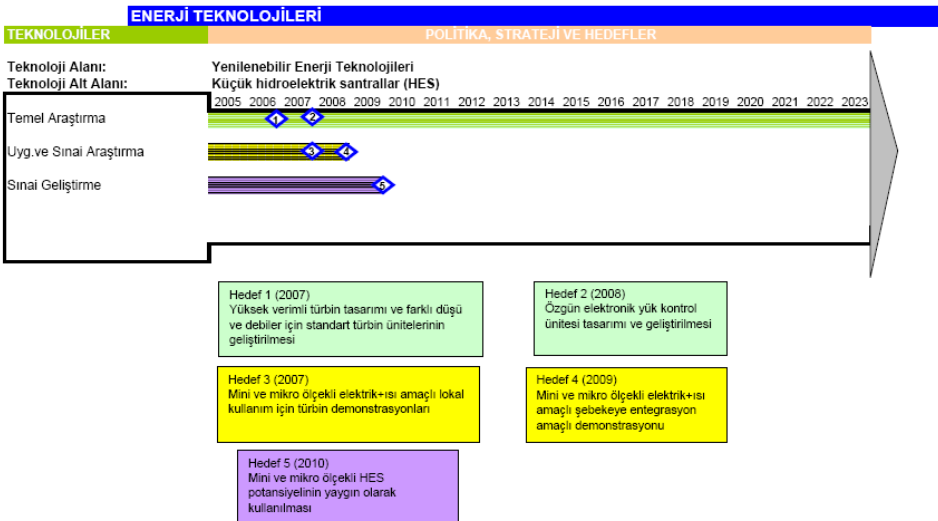 ENERJİ TEKNOLOJİLERİ
TEKNOLOJİLER
POLİTİKA, STRATEJİ VE HEDEFLER
Teknoloji Alanı: Yenilenebilir Enerji Teknolojileri
Teknoloji Alt Alanı: Küçük hidroelektrik santrallar (HES)
2005 2006 2007 2008 2009 2010 2011 2012 2013 2014 2015 2016 2017 2018 2019 2020 2021 2022 2023
Temel Araştırma
1 2
Uyg.ve Sınai Araştırma
3 4
Sınai Geliştirme
5
Hedef 1 (2007)
Yüksek verimli türbin tasarımı ve farklı düşü
ve debiler için standart türbin ünitelerinin
geliştirilmesi
Hedef 2 (2008)
Özgün elektronik yük kontrol
ünitesi tasarımı ve geliştirilmesi
Hedef 3 (2007)
Mini ve mikro ölçekli elektrik+ısı amaçlı lokal
kullanım için türbin demonstrasyonları
Hedef 4 (2009)
Mini ve mikro ölçekli elektrik+ısı
amaçlı şebekeye entegrasyon
amaçlı demonstrasyonu
Hedef 5 (2010)
Mini ve mikro ölçekli HES
potansiyelinin yaygın olarak
kullanılması